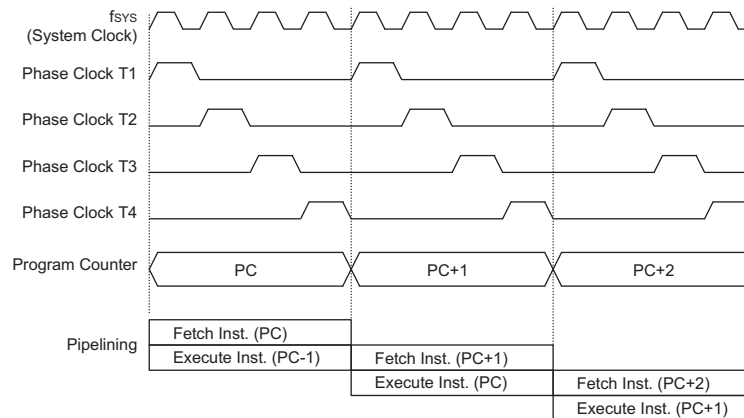 fSYS
(System Clock)
Phase Clock T1
Phase Clock T2
Phase Clock T3
Phase Clock T4
Program Counter
PC
PC+1
PC+2
Pipelining
Fetch Inst. (PC)
Execute Inst. (PC-1)
Fetch Inst. (PC+1)
Execute Inst. (PC)
Fetch Inst. (PC+2)
Execute Inst. (PC+1)